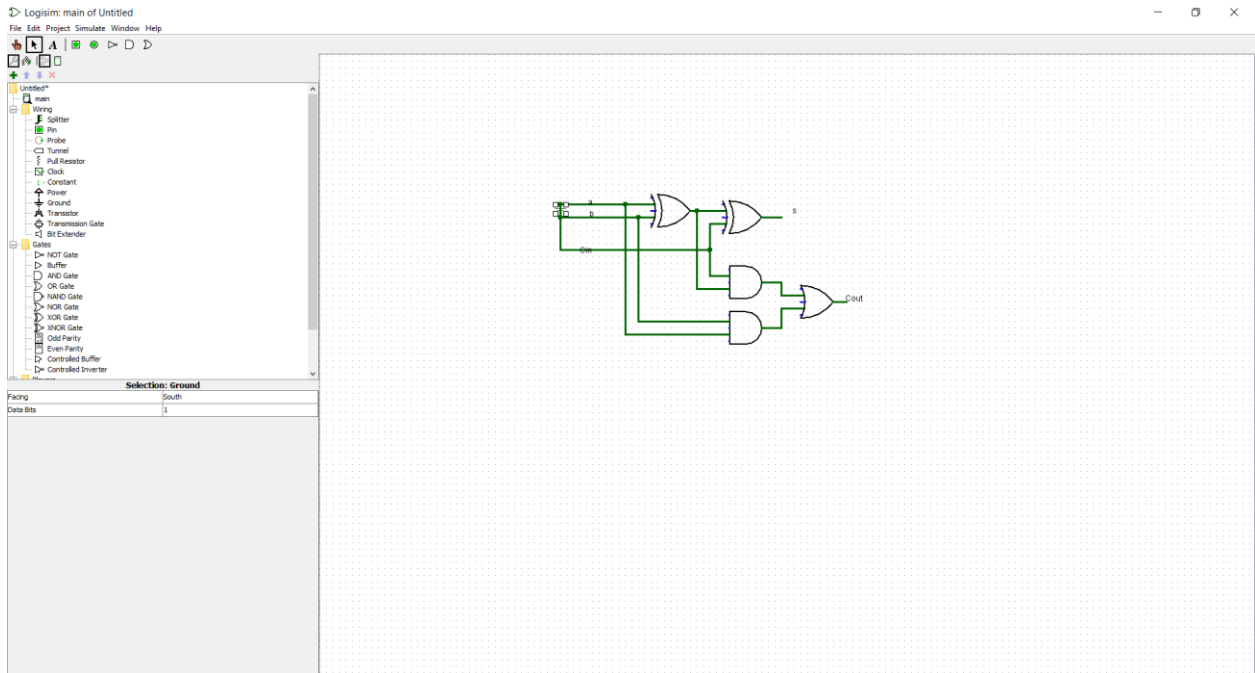 Logisim: main of Untitled
File Edit Project Simulate Window Help
A
Untitled*
main
Wiring
Splitter
Pin
Probe
Tunnel
Pull Resistor
Clock
1 Constant
Power
Ground
Transistor
Transmission Gate
Bit Extender
Gates
NOT Gate
Buffer
AND Gate
OR Gate
NAND Gate
NOR Gate
XOR Gate
XNOR Gate
Odd Parity
Even Parity
Controlled Buffer
Controlled Inverter
Selection: Ground
Facing South
Data Bits 1
a
b
Cin
s
Cout